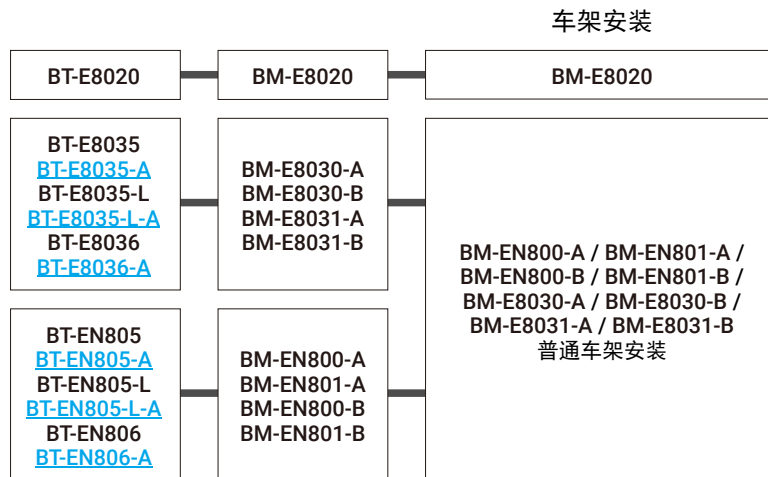 车架安装
BT-E8020
BM-E8020
BM-E8020
BT-E8035
BT-E8035-A
BT-E8035-L
BT-E8035-L-A
BT-E8036
BT-E8036-A
BM-E8030-A
BM-E8030-B
BM-E8031-A
BM-E8031-B
BM-EN800-A / BM-EN801-A /
BM-EN800-B / BM-EN801-B /
BM-E8030-A / BM-E8030-B /
BM-E8031-A / BM-E8031-B
普通车架安装
BT-EN805
BT-EN805-A
BT-EN805-L
BT-EN805-L-A
BT-EN806
BT-EN806-A
BM-EN800-A
BM-EN801-A
BM-EN800-B
BM-EN801-B